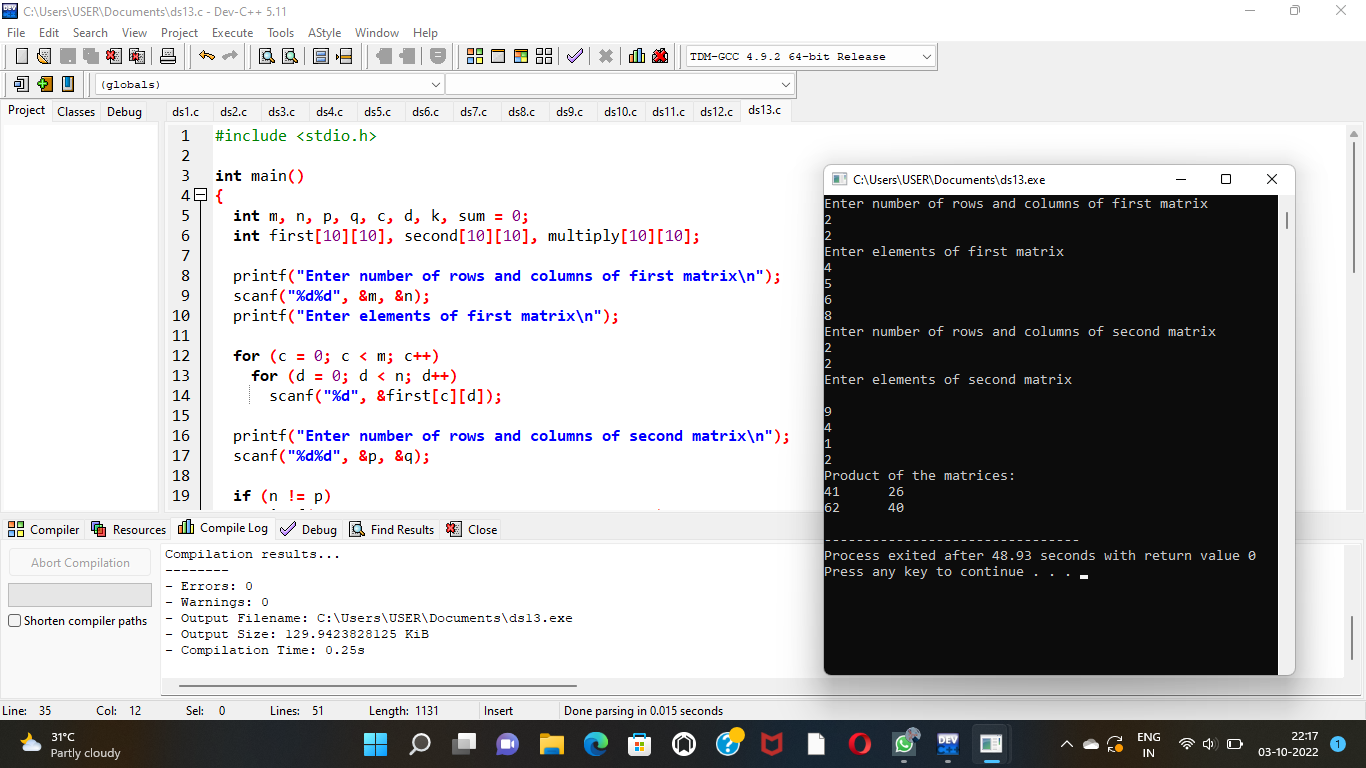 C:\Users\USER\Documents\ds13.c - Dev-C++ 5.11
File Edit Search View Project Execute Tools AStyle Window Help
TDM-GCC 4.9.2 64-bit Release
(globals)
Project Classes Debug
ds1.c ds2.c ds3.c ds4.c ds5.c ds6.c ds7.c ds8.c ds9.c ds10.c ds11.c ds12.c ds13.c
1 #include <stdio.h>
2
3 int main()
4 {
5 int m, n, p, q, c, d, k, sum = 0;
6 int first[10][10], second[10][10], multiply[10][10];
7
8 printf("Enter number of rows and columns of first matrix\n");
9 scanf("%d%d", &m, &n);
10 printf("Enter elements of first matrix\n");
11
12 for (c = 0; c < m; c++)
13 for (d = 0; d < n; d++)
14 scanf("%d", &first[c][d]);
15
16 printf("Enter number of rows and columns of second matrix\n");
17 scanf("%d%d", &p, &q);
18
19 if (n != p)
C:\Users\USER\Documents\ds13.exe
Enter number of rows and columns of first matrix
2
2
Enter elements of first matrix
4
5
6
8
Enter number of rows and columns of second matrix
2
2
Enter elements of second matrix
9
4
1
2
Product of the matrices:
41 26
62 40
--------------------------------
Process exited after 48.93 seconds with return value 0
Press any key to continue . . .
Compiler Resources Compile Log Debug Find Results Close
Abort Compilation
Shorten compiler paths
Compilation results...
--------
- Errors: 0
- Warnings: 0
- Output Filename: C:\Users\USER\Documents\ds13.exe
- Output Size: 129.9423828125 KiB
- Compilation Time: 0.25s
Line: 35 Col: 12 Sel: 0 Lines: 51 Length: 1131 Insert Done parsing in 0.015 seconds
31°C
Partly cloudy
DEV
ENG
IN
22:17
03-10-2022
1